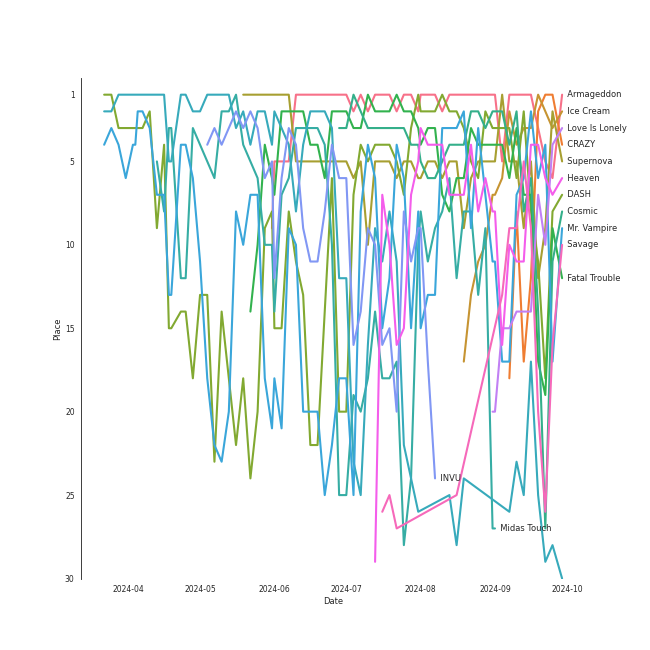 1
5
10
15
20
25
30
Place
Armageddon
Ice Cream
Love Is Lonely
CRAZY
Supernova
Heaven
DASH
Cosmic
Mr. Vampire
Savage
Fatal Trouble
INVU
Midas Touch
2024-04
2024-05
2024-06
2024-07
2024-08
2024-09
2024-10
Date